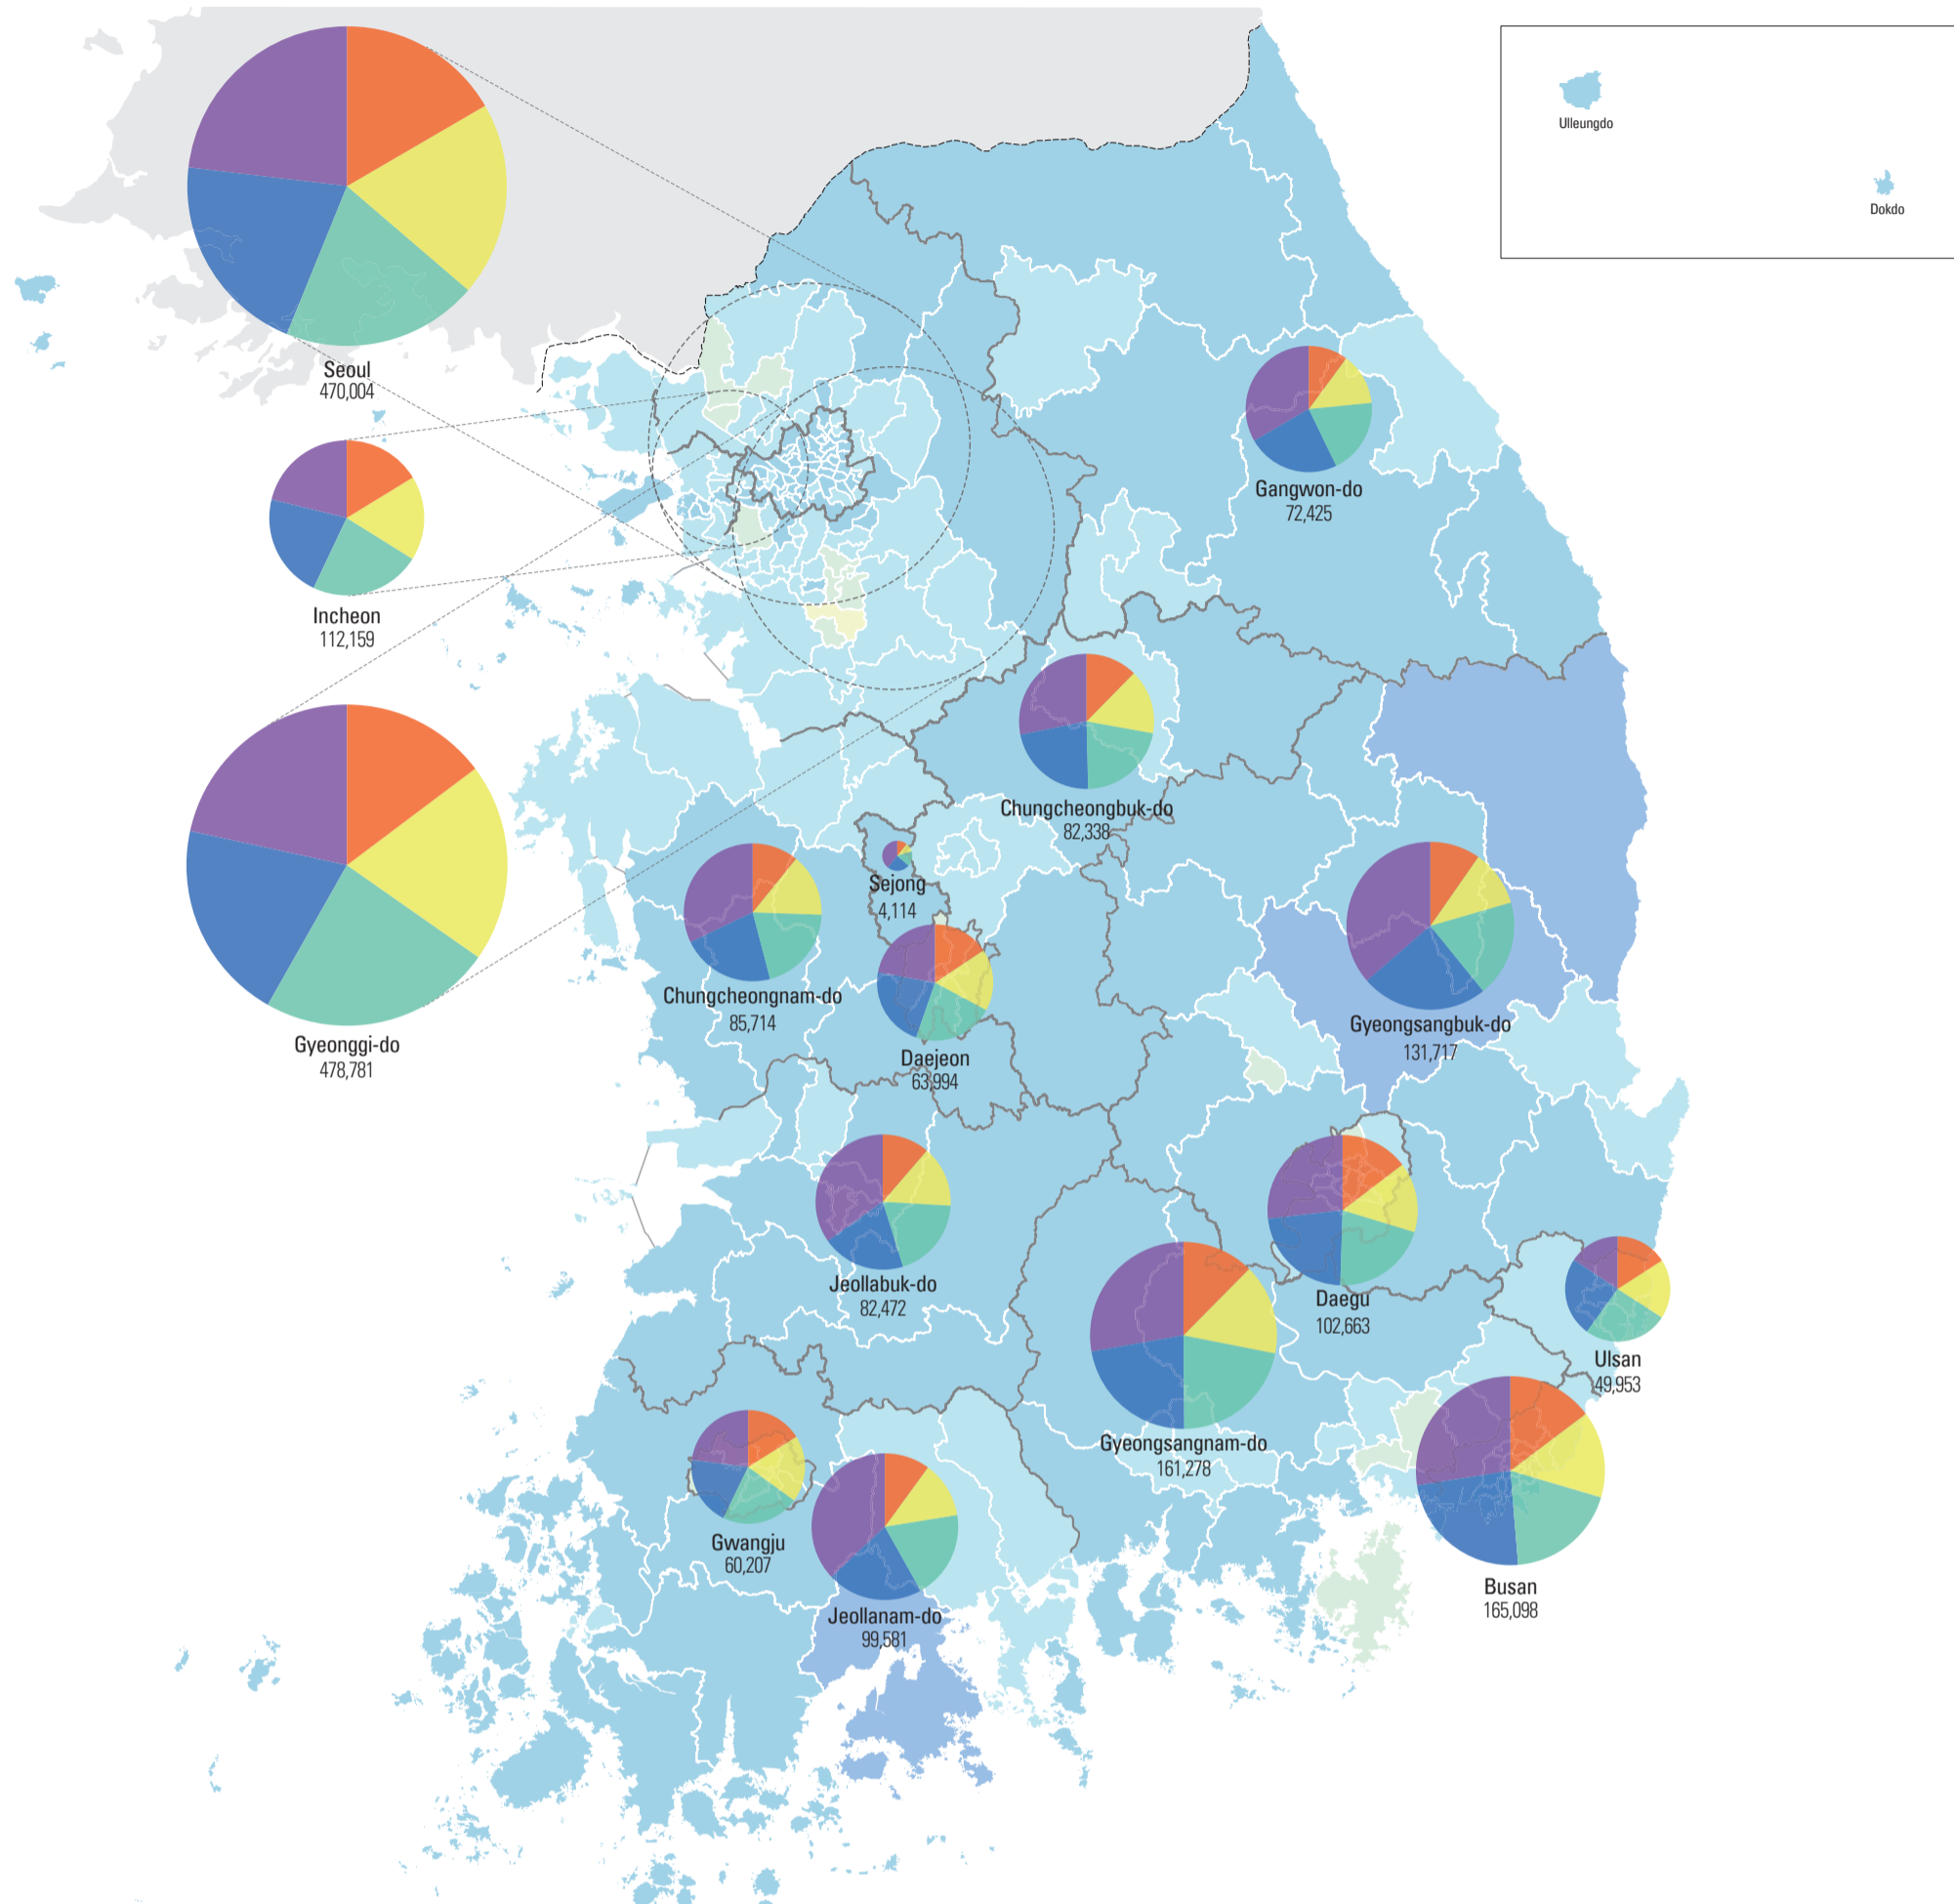 Ulleungdo
Dokdo
Seoul
470,004
Gangwon-do
72,425
Incheon
112,159
Chungcheongbuk-do
82,338
Sejong
4,114
Chungcheongnam-do
85,714
Gyeonggi-do
478,781
Daejeon
63,994
Gyeongsangbuk-do
131,717
Jeollabuk-do
82,472
Daegu
102,663
Ulsan
49,953
Gyeongsangnam-do
161,278
Gwangju
60,207
Jeollanam-do
99,581
Busan
165,098